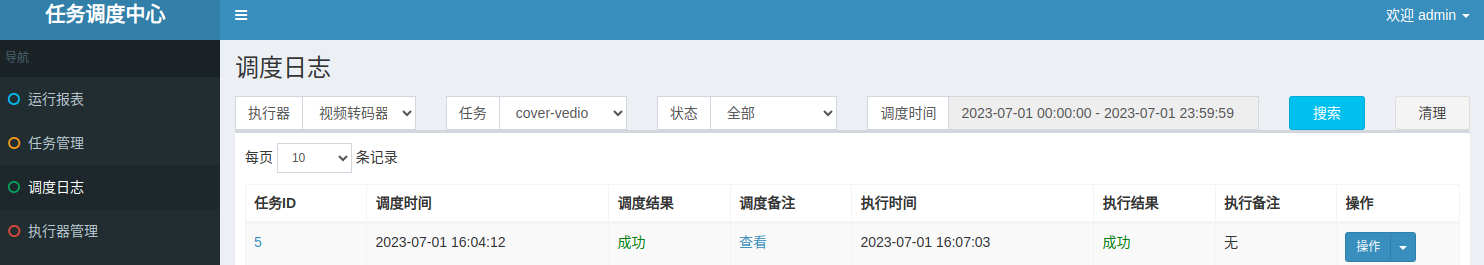 任务调度中心
欢迎 admin
导航
运行报表
任务管理
调度日志
执行器管理
调度日志
执行器 视频转码器 任务 cover-vedio 状态 全部 调度时间 2023-07-01 00:00:00 - 2023-07-01 23:59:59 搜索 清理
每页 10 条记录
任务ID 调度时间 调度结果 调度备注 执行时间 执行结果 执行备注 操作
5 2023-07-01 16:04:12 成功 查看 2023-07-01 16:07:03 成功 无 操作